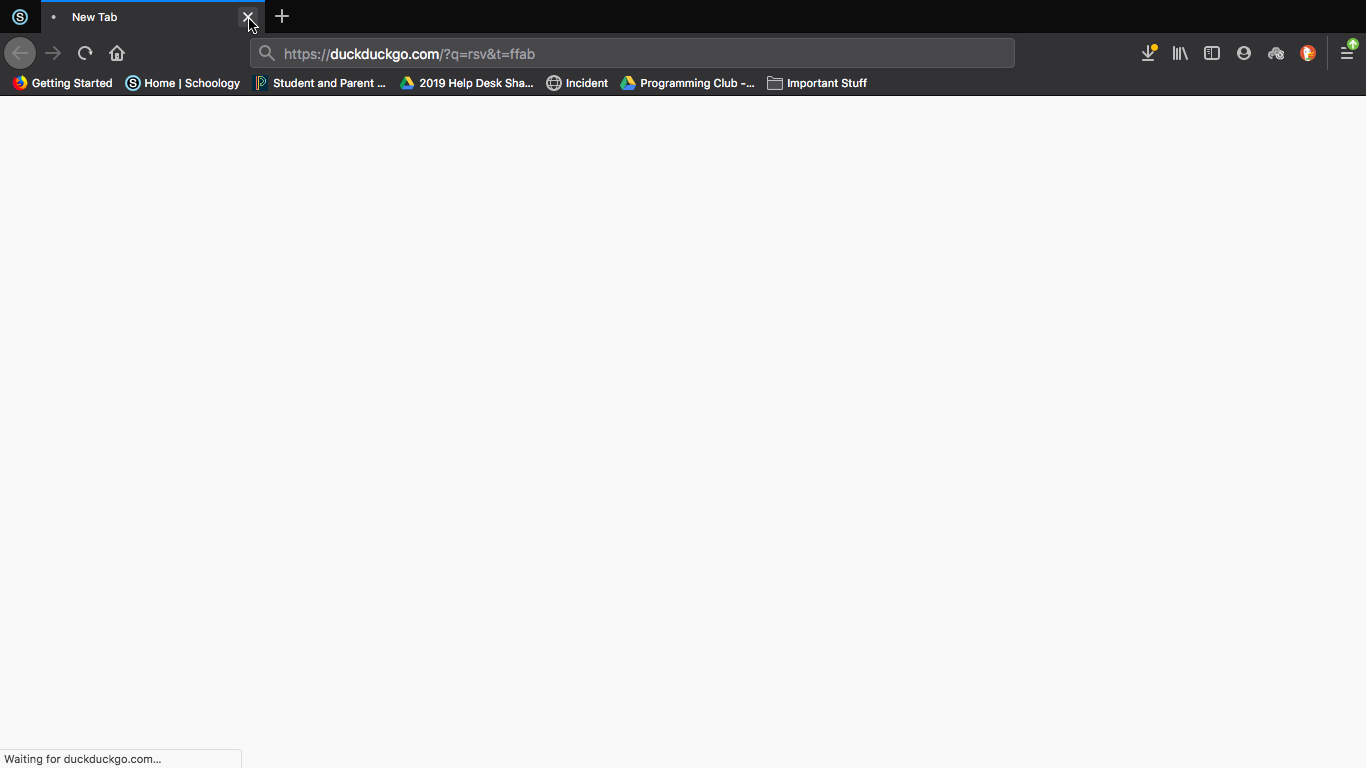 New Tab
https://duckduckgo.com/?q=rsv&t=ffab
Getting Started Home | Schoology Student and Parent ... 2019 Help Desk Sha... Incident Programming Club -... Important Stuff
Waiting for duckduckgo.com...